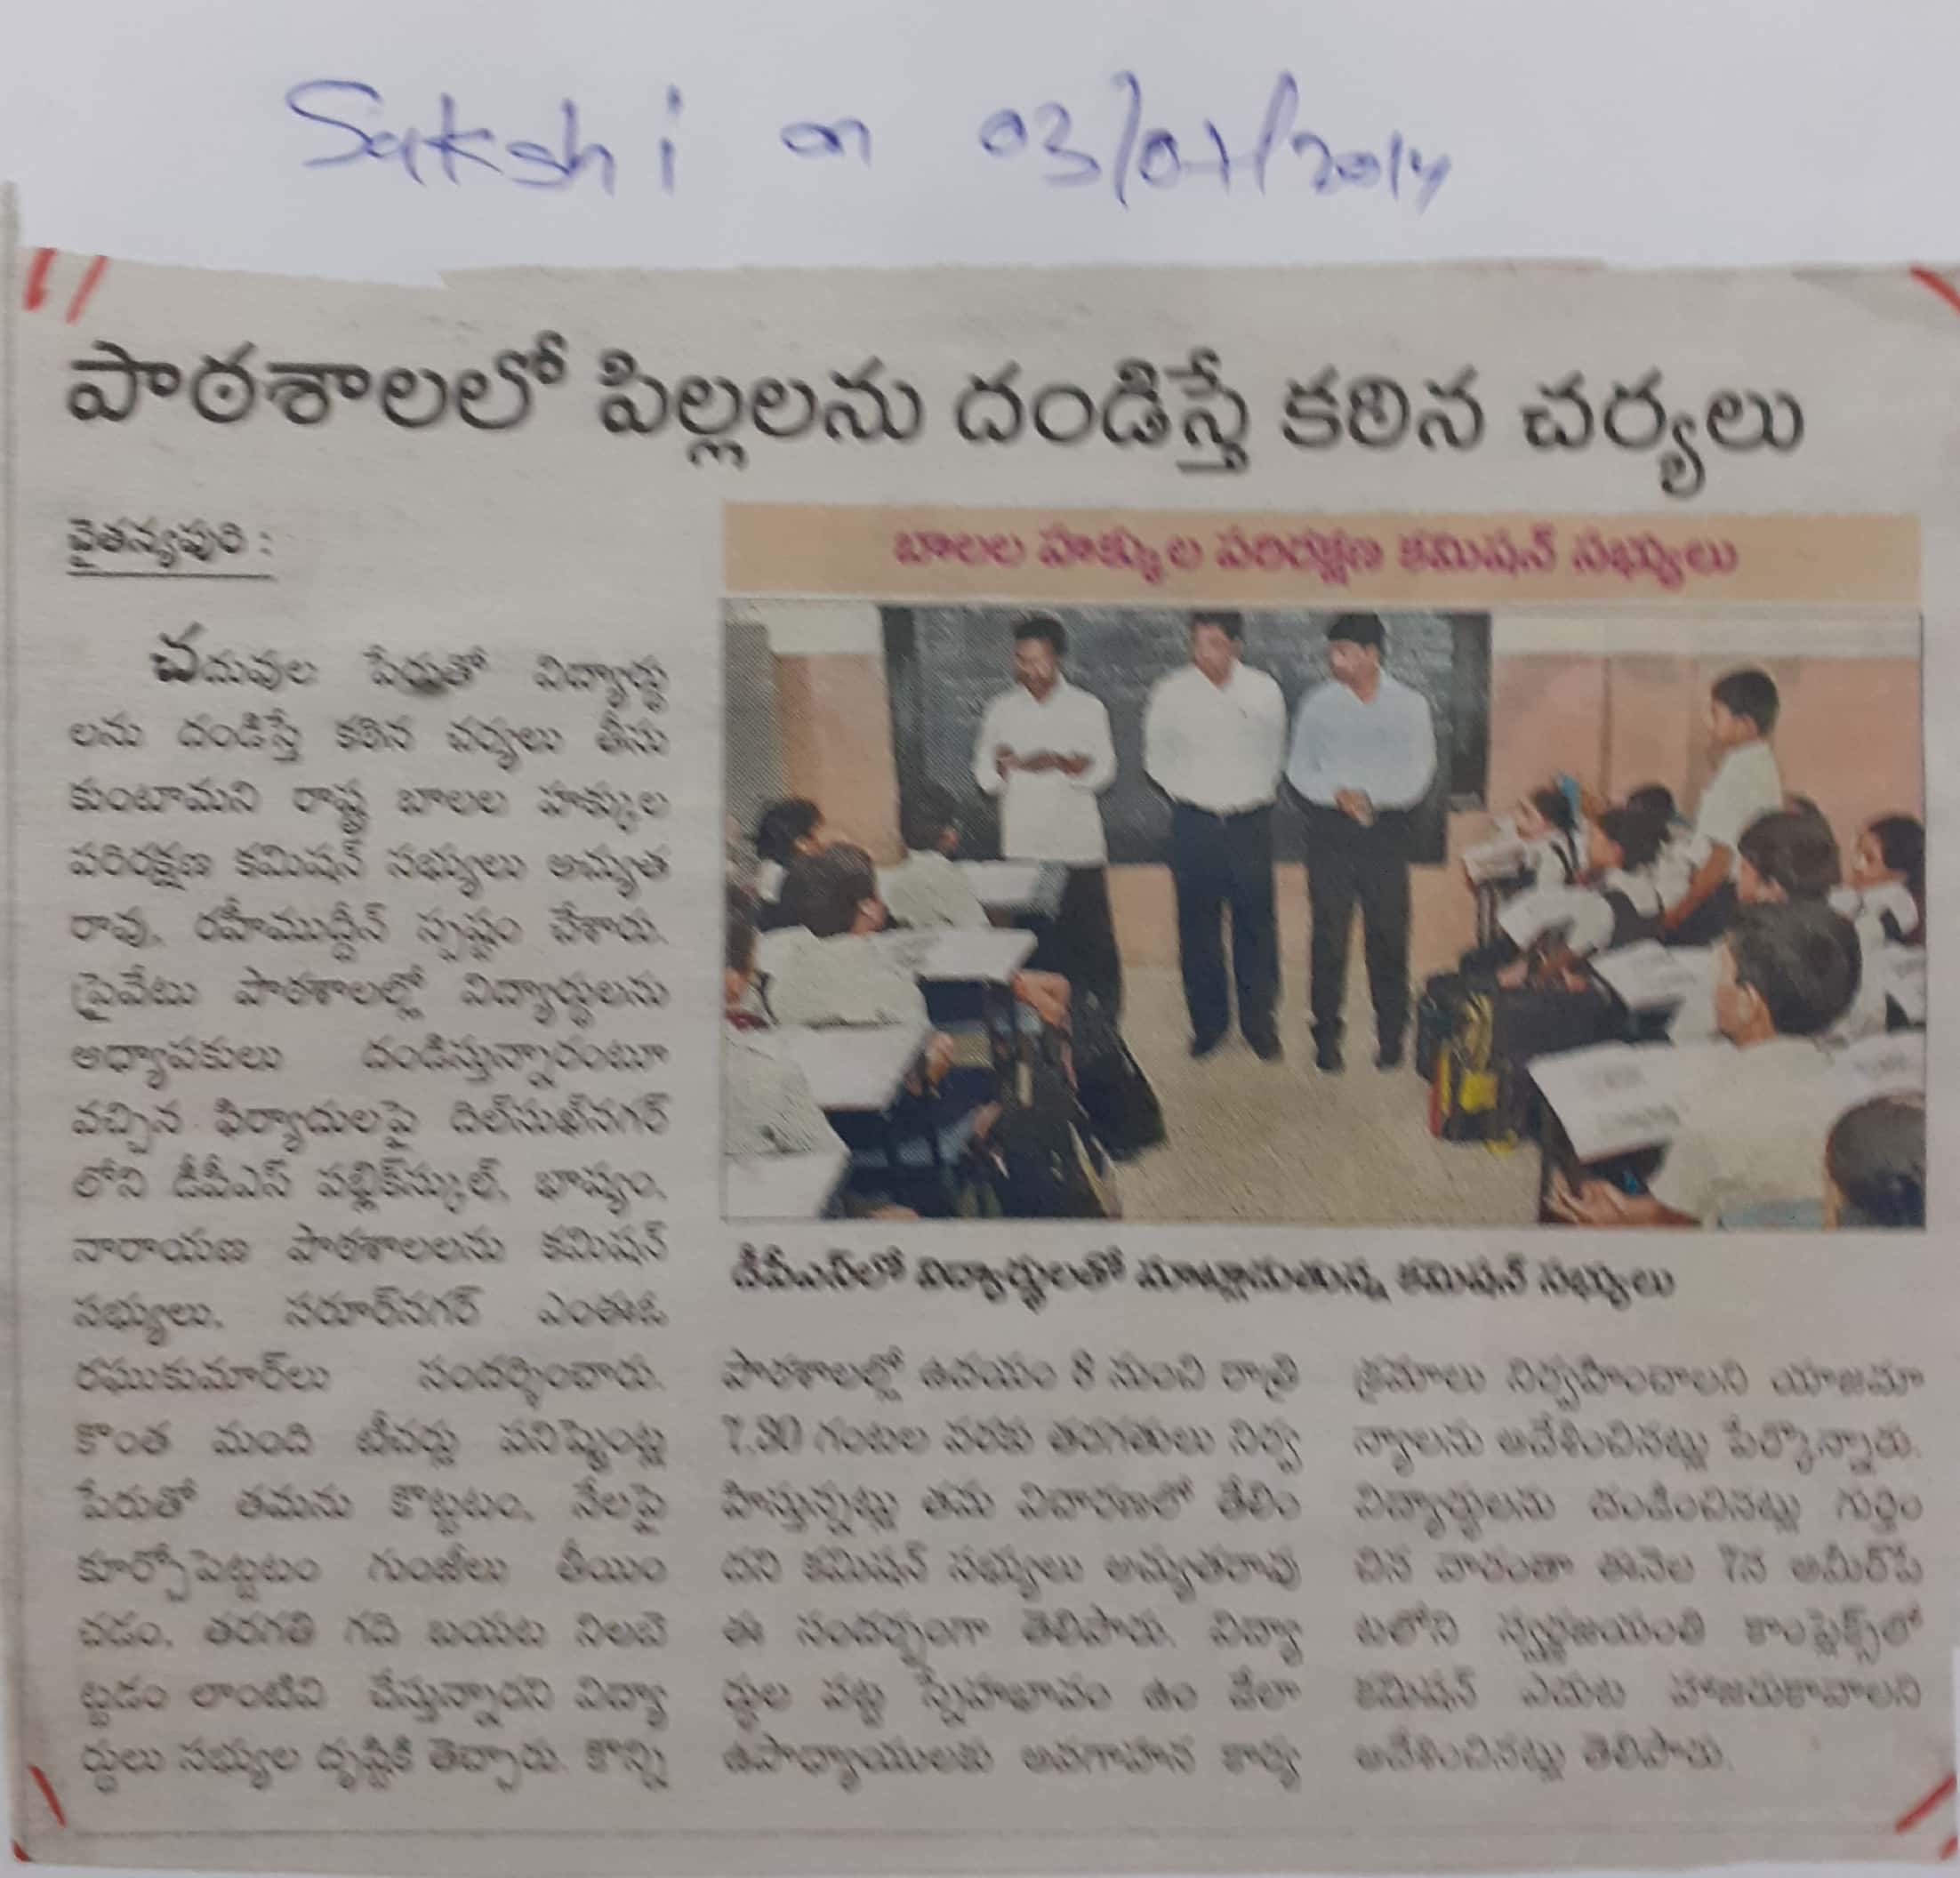 Sakshi on 03/07/2014
పాఠశాలలో పిల్లలను దండిస్తే కఠిన చర్యలు
చైతన్యపురి :
చదువుల పేరుతో విద్యార్థు
లను దండిస్తే కఠిన చర్యలు తీసు
కుంటామని రాష్ట్ర బాలల హక్కుల
పరిరక్షణ కమిషన్ సభ్యులు అచ్యుత
రావు, రహీముద్దీన్ స్పష్టం చేశారు.
ప్రైవేటు పాఠశాలల్లో విద్యార్థులను
అధ్యాపకులు దండిస్తున్నారంటూ
వచ్చిన ఫిర్యాదులపై దిల్‌సుఖ్‌నగర్
లోని డీపీఎస్ పబ్లిక్‌స్కుల్, భాష్యం,
నారాయణ పాఠశాలలను కమిషన్
సభ్యులు, సరూర్‌నగర్ ఎంఈఓ
రఘుకుమార్‌లు సందర్శించారు.
కొంత మంది టీచర్లు పనిష్మెంట్ల
పేరుతో తమను కొట్టటం, నేలపై
కూర్చోపెట్టటం గుంజీలు తీయిం
చడం, తరగతి గది బయట నిలబె
ట్టడం లాంటివి చేస్తున్నారని విద్యా
ర్థులు సభ్యుల దృష్టికి తెచ్చారు. కొన్ని
బాలల హక్కుల పరిరక్షణ కమిషన్ సభ్యులు
డీపీఎస్‌లో విద్యార్థులతో మాట్లాడుతున్న కమిషన్ సభ్యులు
పాఠశాలల్లో ఉదయం 8 నుంచి రాత్రి
7.30 గంటల వరకు తరగతులు నిర్వ
హిస్తున్నట్లు తమ విచారణలో తేలిం
దని కమిషన్ సభ్యులు అచ్యుతరావు
ఈ సందర్భంగా తెలిపారు. విద్యా
ర్థుల పట్ల స్నేహభావం ఉం డేలా
ఉపాధ్యాయులకు అవగాహన కార్య
క్రమాలు నిర్వహించాలని యాజమా
న్యాలను ఆదేశించినట్లు పేర్కొన్నారు.
విద్యార్థులను దండించినట్లు గుర్తిం
చిన వారంతా ఈనెల 7న అమీర్‌పే
టలోని స్వర్ణజయంతి కాంప్లెక్స్‌లో
కమిషన్ ఎదుట హాజరుకావాలని
ఆదేశించినట్లు తెలిపారు.